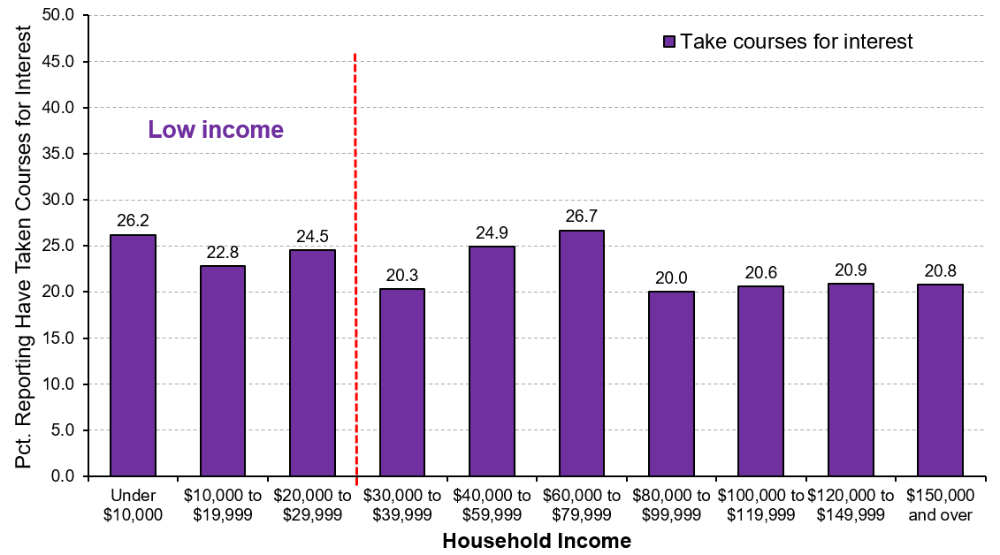 Pct. Reporting Have Taken Courses for Interest
50.0
45.0
40.0
35.0
30.0
25.0
20.0
15.0
10.0
5.0
0.0
Take courses for interest
Low income
26.2
22.8
24.5
20.3
24.9
26.7
20.0
20.6
20.9
20.8
Under
$10,000
$10,000 to
$19,999
$20,000 to
$29,999
$30,000 to
$39,999
$40,000 to
$59,999
$60,000 to
$79,999
$80,000 to
$99,999
$100,000 to
$119,999
$120,000 to
$149,999
$150,000
and over
Household Income